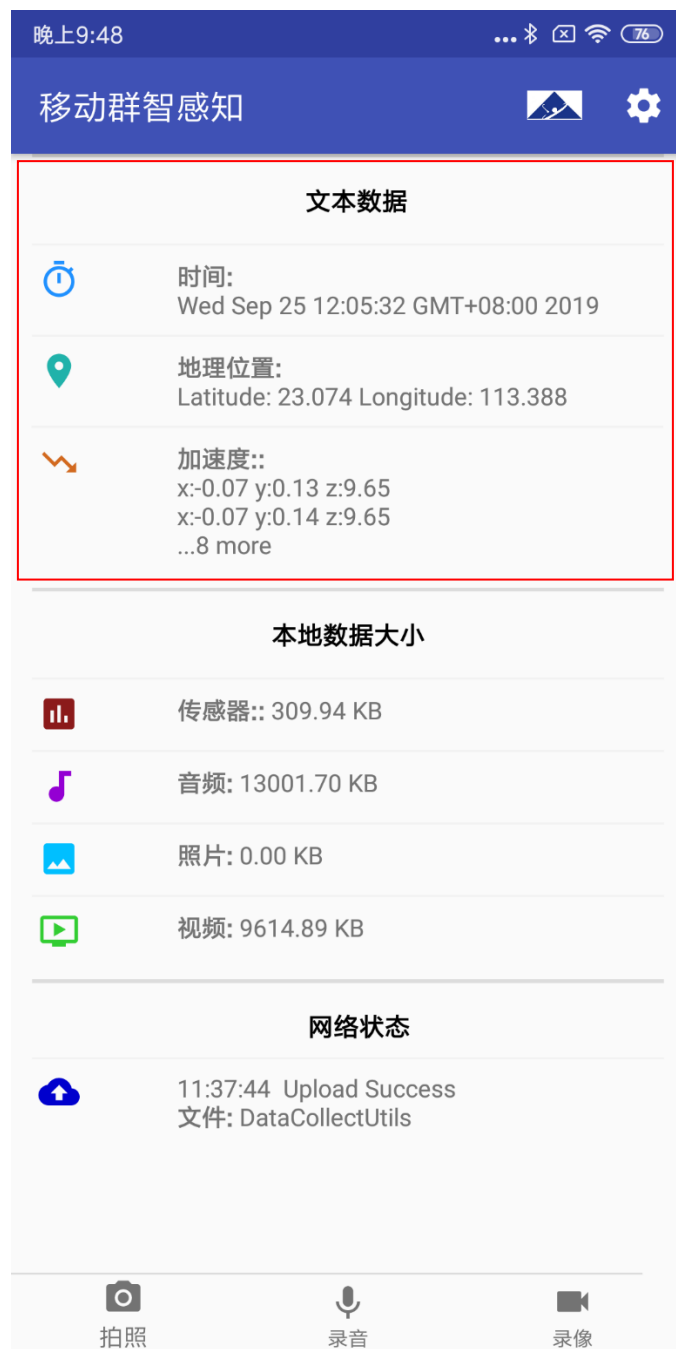 晚上9:48
76
移动群智感知
文本数据
时间:
Wed Sep 25 12:05:32 GMT+08:00 2019
地理位置:
Latitude: 23.074 Longitude: 113.388
加速度::
x:-0.07 y:0.13 z:9.65
x:-0.07 y:0.14 z:9.65
...8 more
本地数据大小
传感器:: 309.94 KB
音频: 13001.70 KB
照片: 0.00 KB
视频: 9614.89 KB
网络状态
11:37:44 Upload Success
文件: DataCollectUtils
拍照 录音 录像